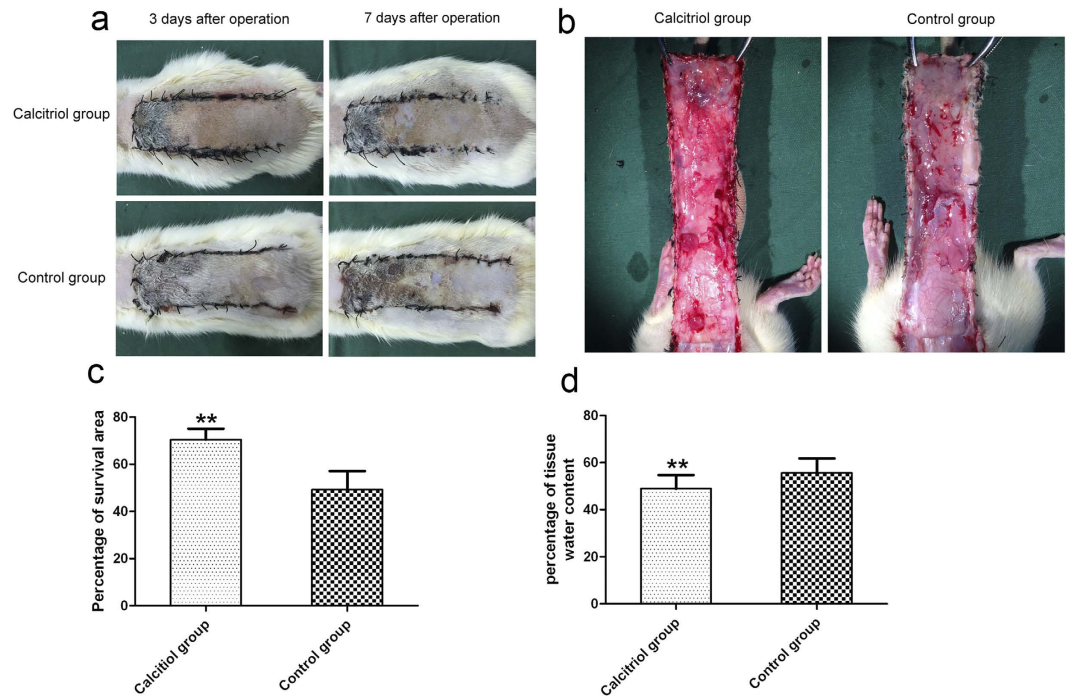 a
3 days after operation
7 days after operation
Calcitriol group
Control group
b
Calcitriol group
Control group
c
Percentage of survival area
80
60
40
20
0
**
Calcitiol group
Control group
d
percentage of tissue
water content
80
60
40
20
0
**
Calcitriol group
Control group